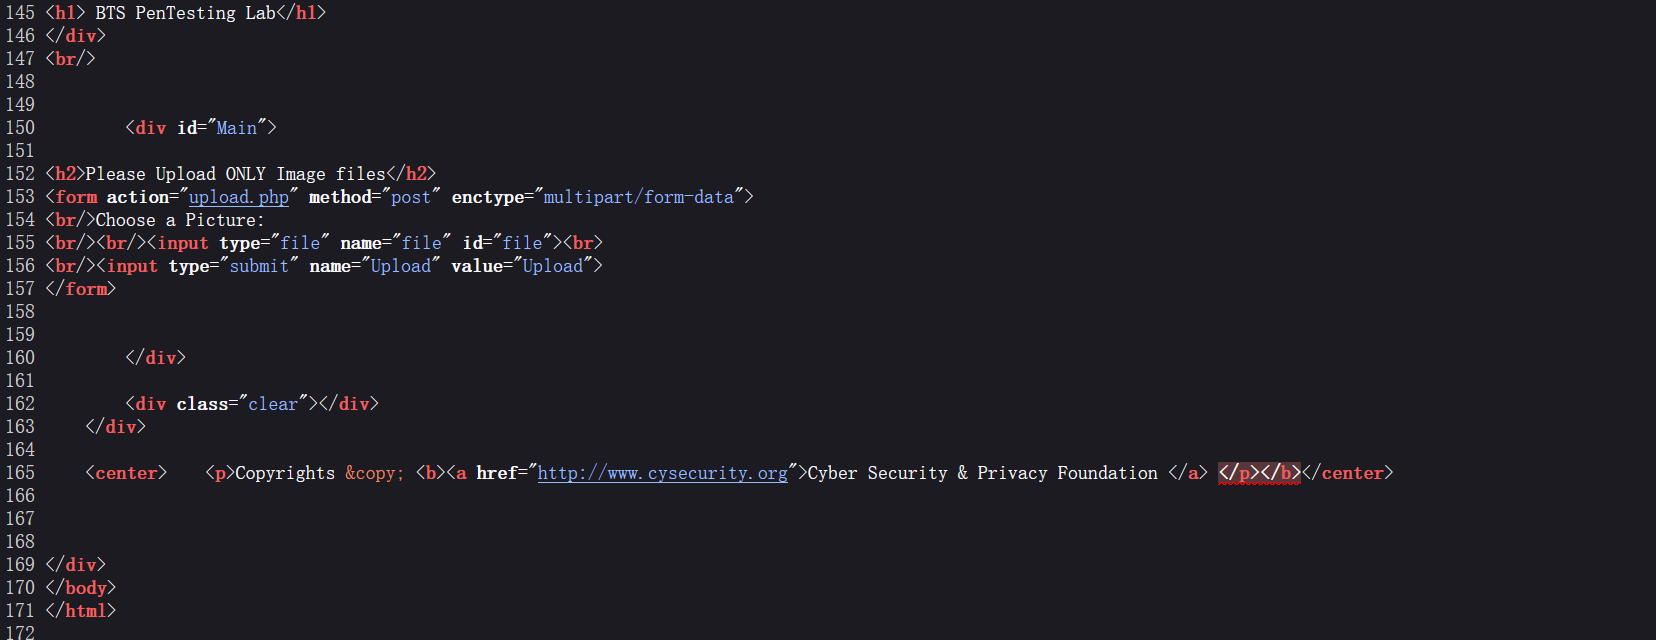 145 <h1> BTS PenTesting Lab</h1>
146 </div>
147 <br/>
148
149
150 <div id="Main">
151
152 <h2>Please Upload ONLY Image files</h2>
153 <form action="upload.php" method="post" enctype="multipart/form-data">
154 <br/>Choose a Picture:
155 <br/><br/><input type="file" name="file" id="file"><br>
156 <br/><input type="submit" name="Upload" value="Upload">
157 </form>
158
159
160 </div>
161
162 <div class="clear"></div>
163 </div>
164
165 <center> <p>Copyrights &copy; <b><a href="http://www.cysecurity.org">Cyber Security & Privacy Foundation </a> </p></b></center>
166
167
168
169 </div>
170 </body>
171 </html>
172